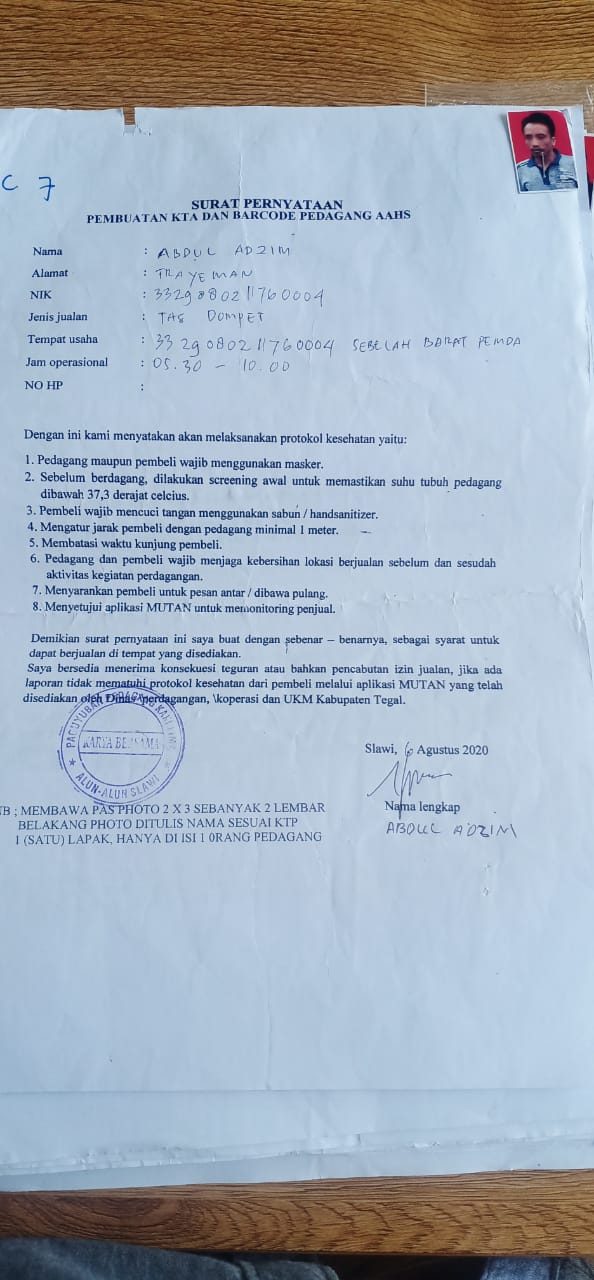 C 7
SURAT PERNYATAAN
PEMBUATAN KTA DAN BARCODE PEDAGANG AAHS
Nama : ABDUL ADZIM
Alamat : TRAYEMAN
NIK : 3329080211760004
Jenis jualan : TAS DOMPET
Tempat usaha : 3329080211760004 SEBELAH BARAT PEMDA
Jam operasional : 05.30 - 10.00
NO HP :
Dengan ini kami menyatakan akan melaksanakan protokol kesehatan yaitu:
1. Pedagang maupun pembeli wajib menggunakan masker.
2. Sebelum berdagang, dilakukan screening awal untuk memastikan suhu tubuh pedagang
dibawah 37,3 derajat celcius.
3. Pembeli wajib mencuci tangan menggunakan sabun / handsanitizer.
4. Mengatur jarak pembeli dengan pedagang minimal 1 meter.
5. Membatasi waktu kunjung pembeli.
6. Pedagang dan pembeli wajib menjaga kebersihan lokasi berjualan sebelum dan sesudah
aktivitas kegiatan perdagangan.
7. Menyarankan pembeli untuk pesan antar / dibawa pulang.
8. Menyetujui aplikasi MUTAN untuk memonitoring penjual.
Demikian surat pernyataan ini saya buat dengan sebenar – benarnya, sebagai syarat untuk
dapat berjualan di tempat yang disediakan.
Saya bersedia menerima konsekuesi teguran atau bahkan pencabutan izin jualan, jika ada
laporan tidak mematuhi protokol kesehatan dari pembeli melalui aplikasi MUTAN yang telah
disediakan oleh Dinas perdagangan, \koperasi dan UKM Kabupaten Tegal.
PAGUYUBAN PEDAGANG
KARYA BERSAMA
ALUN-ALUN SLAWI
Slawi, 6 Agustus 2020
Nama lengkap
ABDUL ADZIM
NB ; MEMBAWA PAS PHOTO 2 X 3 SEBANYAK 2 LEMBAR
BELAKANG PHOTO DITULIS NAMA SESUAI KTP
1 (SATU) LAPAK, HANYA DI ISI 1 0RANG PEDAGANG